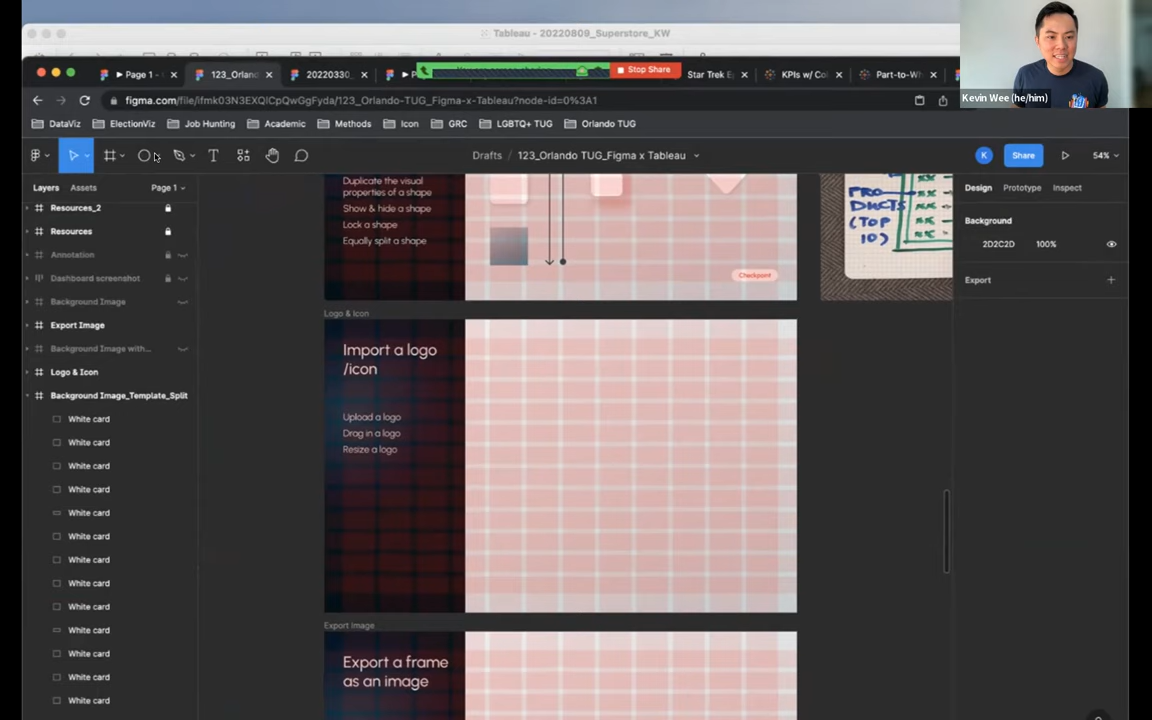 Tableau - 20220809_Superstore_KW
Page 1 -
123_Orland
20220330_
Stop Share
Star Trek E
KPIs w/ Col
Part-to-Wh
figma.com/file/ifmk03N3EXQlCpQwGgFyda/123_Orlando-TUG_Figma-x-Tableau?node-id=0%3A1
Kevin Wee (he/him)
DataViz
ElectionViz
Job Hunting
Academic
Methods
Icon
GRC
LGBTQ+ TUG
Orlando TUG
Drafts / 123_Orlando TUG_Figma x Tableau
K
Share
54%
Layers
Assets
Page 1
Design
Prototype
Inspect
Resources_2
Resources
Annotation
Dashboard screenshot
Background Image
Export Image
Background Image with...
Logo & Icon
Background Image_Template_Split
White card
White card
White card
White card
White card
White card
White card
White card
White card
White card
White card
White card
White card
Duplicate the visual
properties of a shape
Show & hide a shape
Lock a shape
Equally split a shape
Checkpoint
PRO
DUCTS
(TOP
10)
Background
2D2C2D
100%
Export
Logo & Icon
Import a logo
/icon
Upload a logo
Drag in a logo
Resize a logo
Export Image
Export a frame
as an image